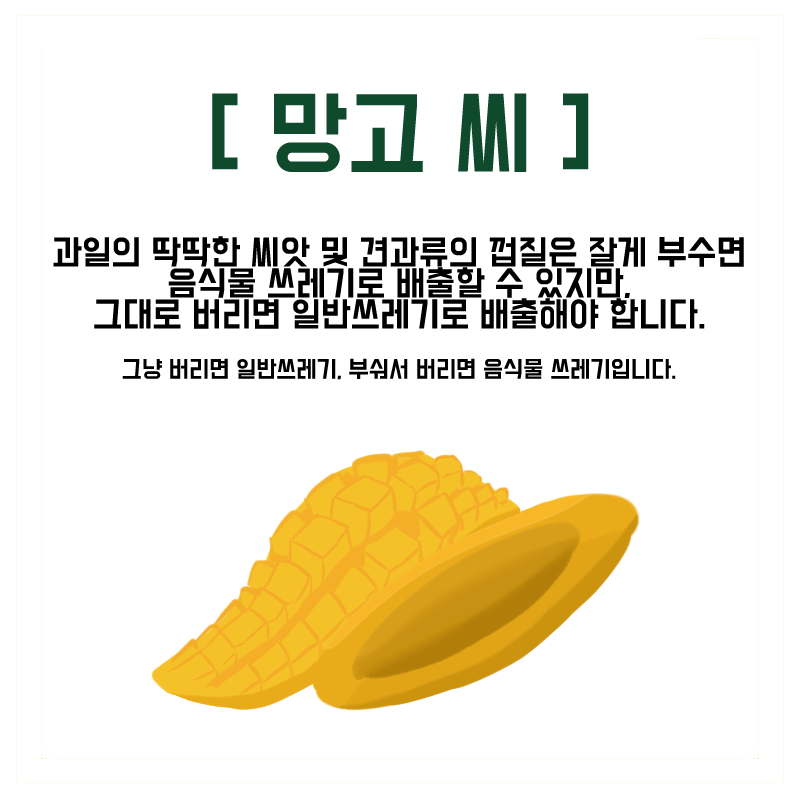 [ 망고 씨 ]
과일의 딱딱한 씨앗 및 견과류의 껍질은 잘게 부수면
음식물 쓰레기로 배출할 수 있지만,
그대로 버리면 일반쓰레기로 배출해야 합니다.
그냥 버리면 일반쓰레기, 부숴서 버리면 음식물 쓰레기입니다.